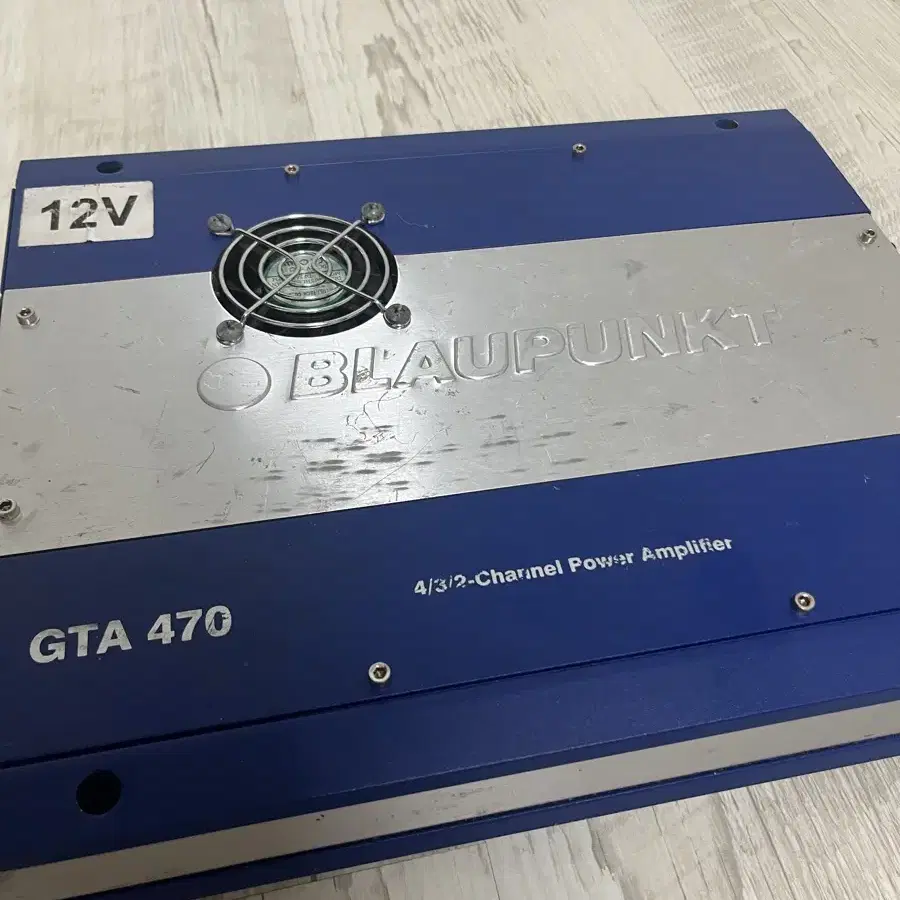 12V
BLAUPUNKT
4/3/2-Channel Power Amplifier
GTA 470